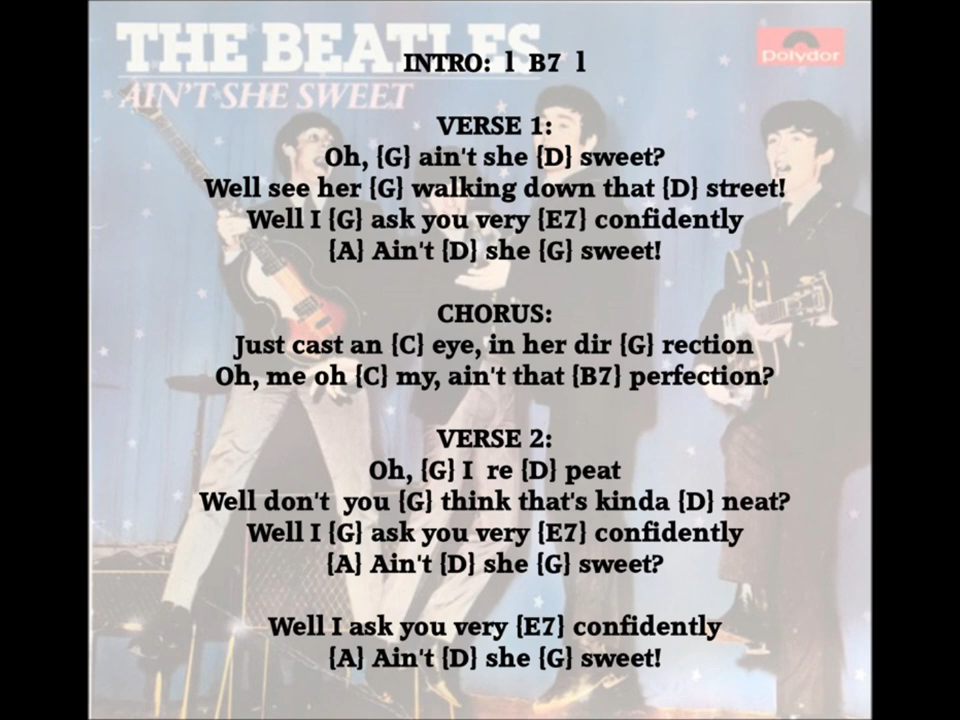 THE BEATLES
AIN'T SHE SWEET
polydor
INTRO: l B7 l
VERSE 1:
Oh, {G} ain't she {D} sweet?
Well see her {G} walking down that {D} street!
Well I {G} ask you very {E7} confidently
{A} Ain't {D} she {G} sweet!
CHORUS:
Just cast an {C} eye, in her dir {G} rection
Oh, me oh {C} my, ain't that {B7} perfection?
VERSE 2:
Oh, {G} I re {D} peat
Well don't you {G} think that's kinda {D} neat?
Well I {G} ask you very {E7} confidently
{A} Ain't {D} she {G} sweet?
Well I ask you very {E7} confidently
{A} Ain't {D} she {G} sweet!